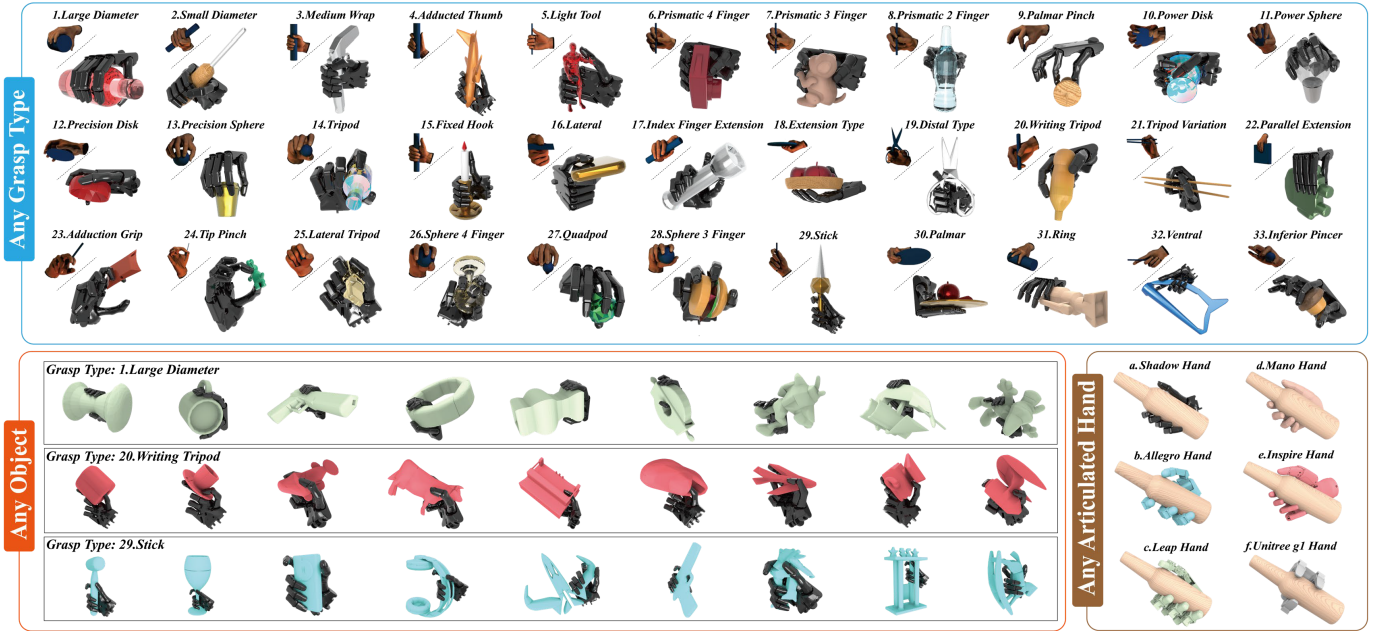 Any Grasp Type
1.Large Diameter
2.Small Diameter
3.Medium Wrap
4.Adducted Thumb
5.Light Tool
6.Prismatic 4 Finger
7.Prismatic 3 Finger
8.Prismatic 2 Finger
9.Palmar Pinch
10.Power Disk
11.Power Sphere
12.Precision Disk
13.Precision Sphere
14.Tripod
15.Fixed Hook
16.Lateral
17.Index Finger Extension
18.Extension Type
19.Distal Type
20.Writing Tripod
21.Tripod Variation
22.Parallel Extension
23.Adduction Grip
24.Tip Pinch
25.Lateral Tripod
26.Sphere 4 Finger
27.Quadpod
28.Sphere 3 Finger
29.Stick
30.Palmar
31.Ring
32.Ventral
33.Inferior Pincer
Any Object
Grasp Type: 1.Large Diameter
Grasp Type: 20.Writing Tripod
Grasp Type: 29.Stick
Any Articulated Hand
a.Shadow Hand
d.Mano Hand
b.Allegro Hand
e.Inspire Hand
c.Leap Hand
f.Unitree g1 Hand